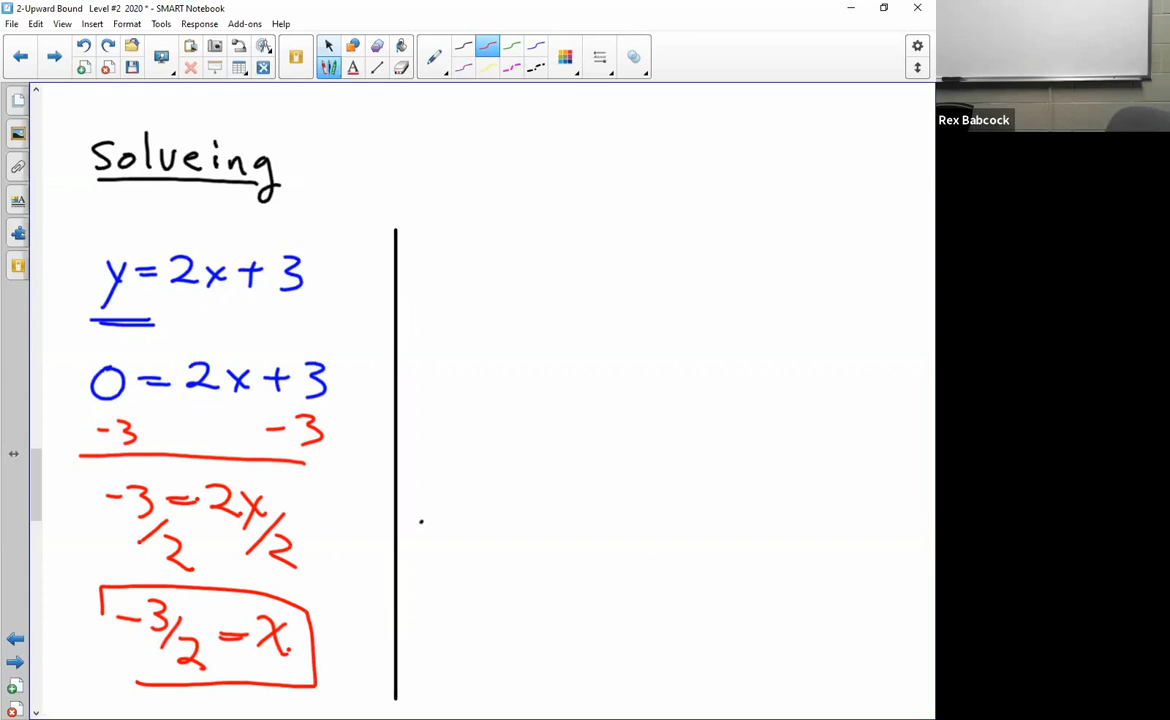 2-Upward Bound Level #2 2020 * - SMART Notebook
File Edit View Insert Format Tools Response Add-ons Help
Rex Babcock
Solveing
y = 2x + 3
0 = 2x + 3
-3 -3
-3/2 = 2x/2
-3/2 = x